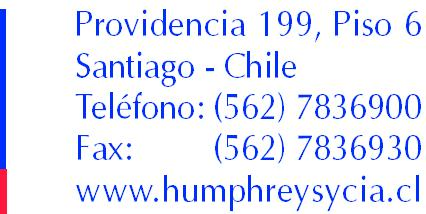 Providencia 199, Piso 6
Santiago - Chile
Teléfono: (562) 7836900
Fax: (562) 7836930
www.humphreysycia.cl